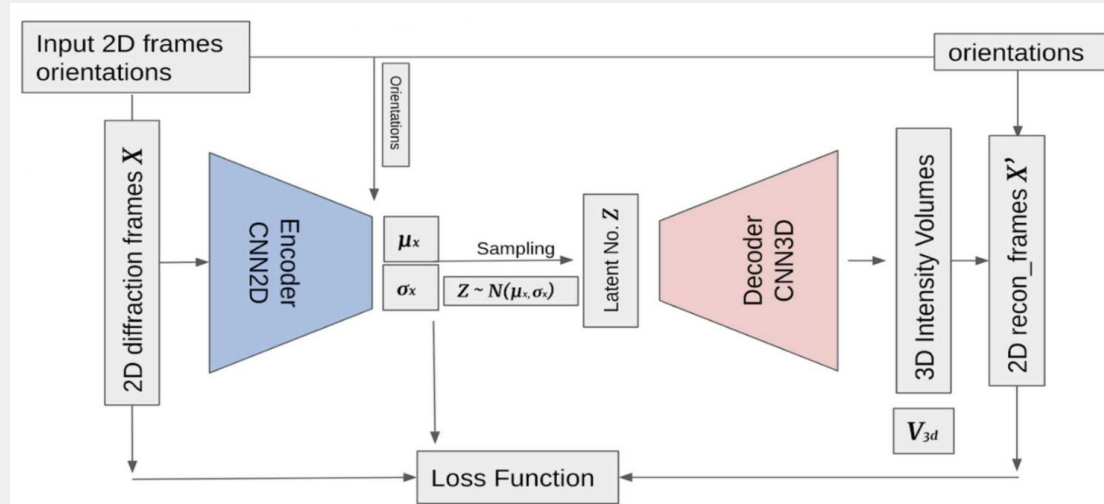 Input 2D frames
orientations
orientations
Orientations
2D diffraction frames X
Encoder
CNN2D
μₓ
σₓ
Sampling
Z ~ N(μₓ, σₓ)
Latent No. Z
Decoder
CNN3D
3D Intensity Volumes
V₃d
2D recon_frames X'
Loss Function